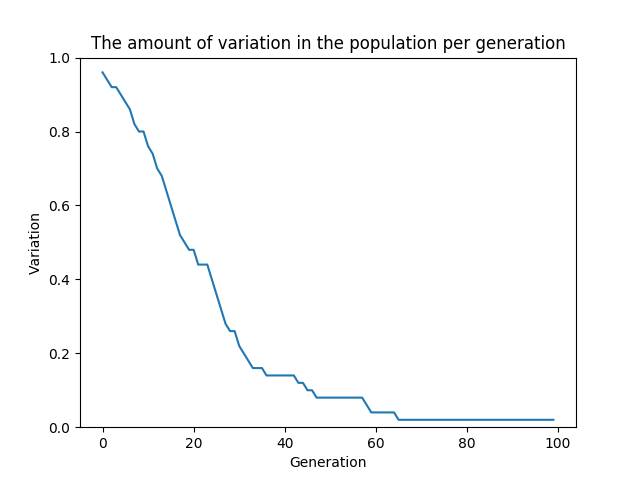 The amount of variation in the population per generation
1.0
0.8
0.6
0.4
0.2
0.0
Variation
0 20 40 60 80 100
Generation